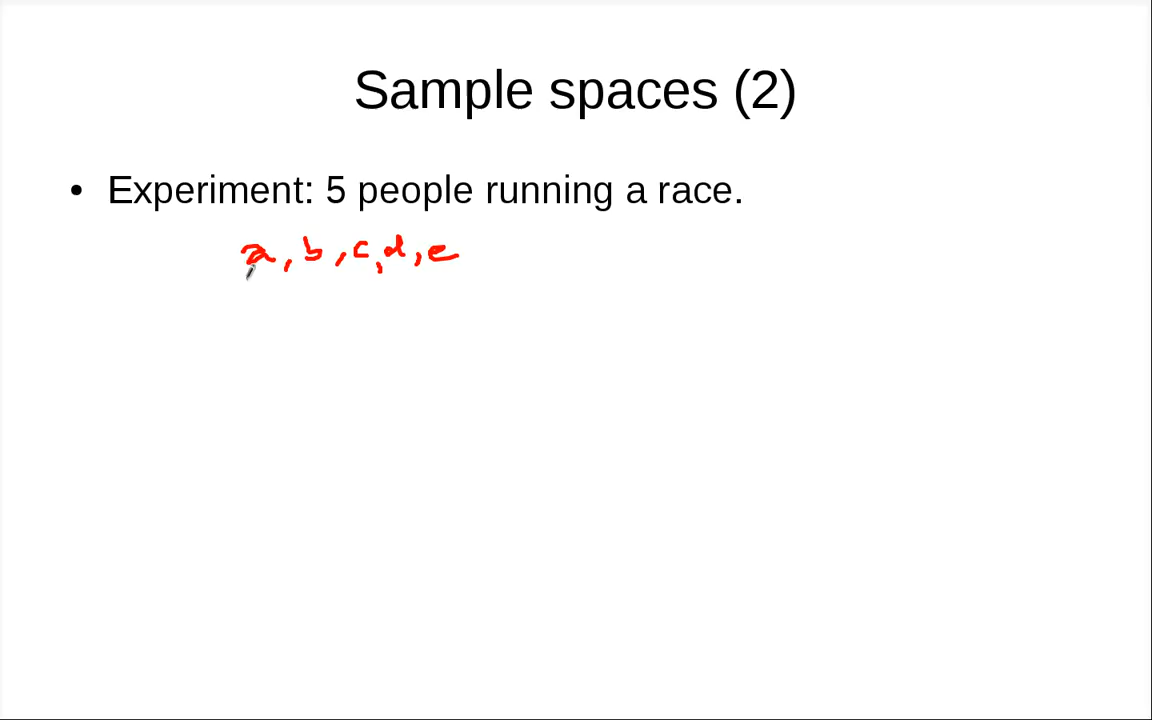 Sample spaces (2)
• Experiment: 5 people running a race.
a, b, c, d, e